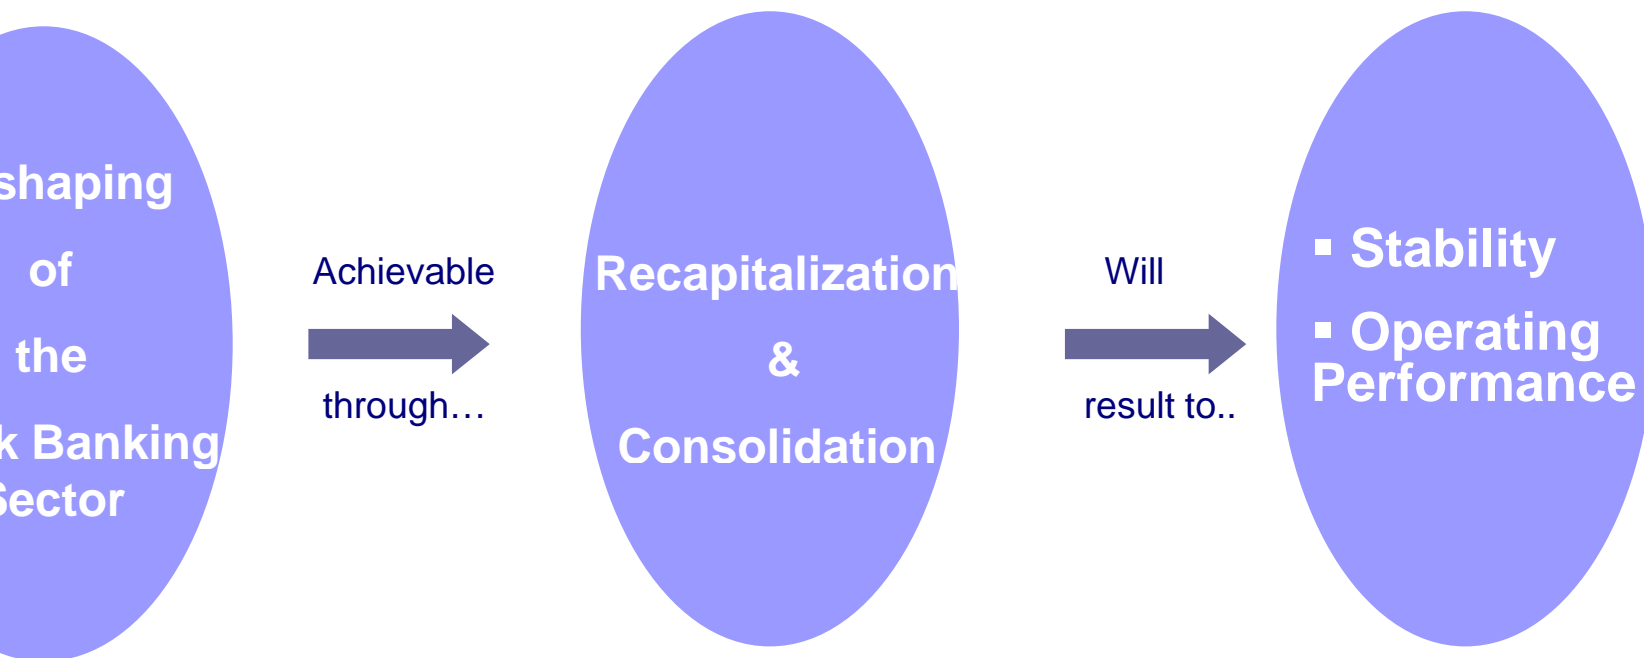 shaping
of
the
k Banking
Sector
Achievable
through…
Recapitalization
&
Consolidation
Will
result to..
▪ Stability
▪ Operating
Performance